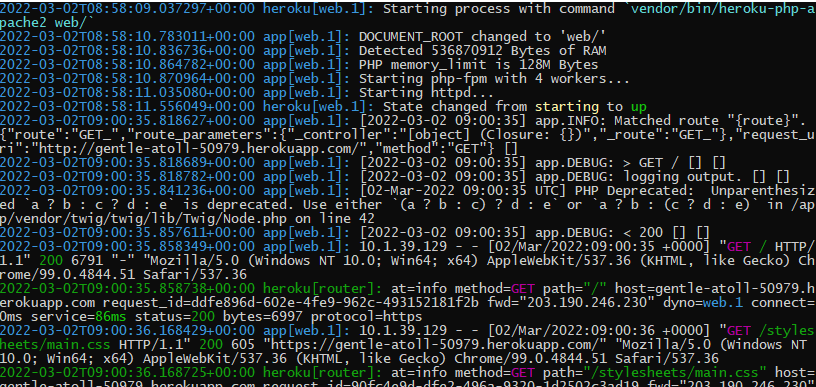 2022-03-02T08:58:09.037297+00:00 heroku[web.1]: Starting process with command `vendor/bin/heroku-php-a
pache2 web/`
2022-03-02T08:58:10.783011+00:00 app[web.1]: DOCUMENT_ROOT changed to 'web/'
2022-03-02T08:58:10.836736+00:00 app[web.1]: Detected 536870912 Bytes of RAM
2022-03-02T08:58:10.864782+00:00 app[web.1]: PHP memory_limit is 128M Bytes
2022-03-02T08:58:10.870964+00:00 app[web.1]: Starting php-fpm with 4 workers...
2022-03-02T08:58:11.035080+00:00 app[web.1]: Starting httpd...
2022-03-02T08:58:11.556049+00:00 heroku[web.1]: State changed from starting to up
2022-03-02T09:00:35.818627+00:00 app[web.1]: [2022-03-02 09:00:35] app.INFO: Matched route "{route}".
{"route":"GET_","route_parameters":{"_controller":"[object] (Closure: {})","_route":"GET_"},"request_u
ri":"http://gentle-atoll-50979.herokuapp.com/","method":"GET"} []
2022-03-02T09:00:35.818689+00:00 app[web.1]: [2022-03-02 09:00:35] app.DEBUG: > GET / [] []
2022-03-02T09:00:35.818782+00:00 app[web.1]: [2022-03-02 09:00:35] app.DEBUG: logging output. [] []
2022-03-02T09:00:35.841236+00:00 app[web.1]: [02-Mar-2022 09:00:35 UTC] PHP Deprecated:  Unparenthesiz
ed `a ? b : c ? d : e` is deprecated. Use either `(a ? b : c) ? d : e` or `a ? b : (c ? d : e)` in /ap
p/vendor/twig/twig/lib/Twig/Node.php on line 42
2022-03-02T09:00:35.857611+00:00 app[web.1]: [2022-03-02 09:00:35] app.DEBUG: < 200 [] []
2022-03-02T09:00:35.858349+00:00 app[web.1]: 10.1.39.129 - - [02/Mar/2022:09:00:35 +0000] "GET / HTTP/
1.1" 200 6791 "-" "Mozilla/5.0 (Windows NT 10.0; Win64; x64) AppleWebKit/537.36 (KHTML, like Gecko) Ch
rome/99.0.4844.51 Safari/537.36
2022-03-02T09:00:35.858738+00:00 heroku[router]: at=info method=GET path="/" host=gentle-atoll-50979.h
erokuapp.com request_id=ddfe896d-602e-4fe9-962c-493152181f2b fwd="203.190.246.230" dyno=web.1 connect=
0ms service=86ms status=200 bytes=6997 protocol=https
2022-03-02T09:00:36.168429+00:00 app[web.1]: 10.1.39.129 - - [02/Mar/2022:09:00:36 +0000] "GET /styles
heets/main.css HTTP/1.1" 200 605 "https://gentle-atoll-50979.herokuapp.com/" "Mozilla/5.0 (Windows NT
10.0; Win64; x64) AppleWebKit/537.36 (KHTML, like Gecko) Chrome/99.0.4844.51 Safari/537.36
2022-03-02T09:00:36.168725+00:00 heroku[router]: at=info method=GET path="/stylesheets/main.css" host=
gentle-atoll-50979.herokuapp.com